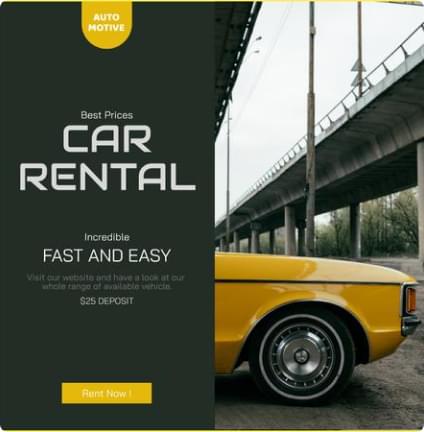 AUTO
MOTIVE
Best Prices
CAR
RENTAL
Incredible
FAST AND EASY
Visit our website and have a look at our
whole range of available vehicle.
$25 DEPOSIT
Rent Now !